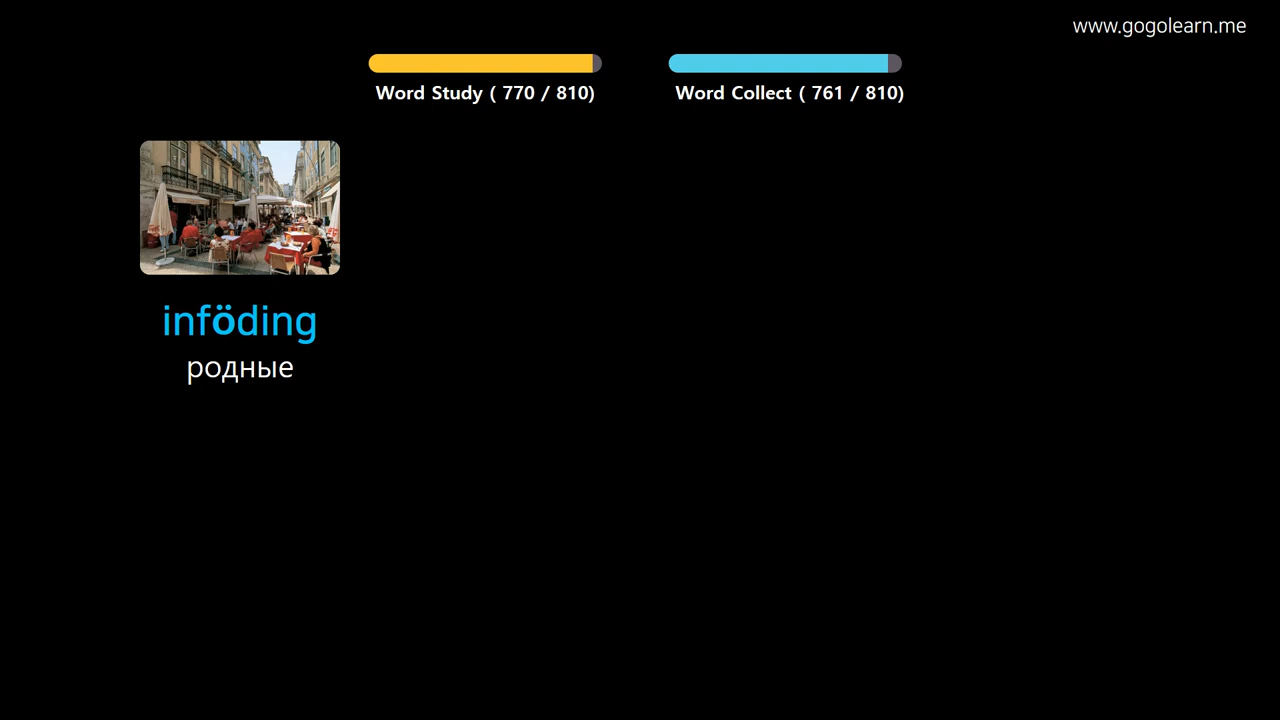 www.gogolearn.me
Word Study ( 770 / 810)
Word Collect ( 761 / 810)
inföding
родные